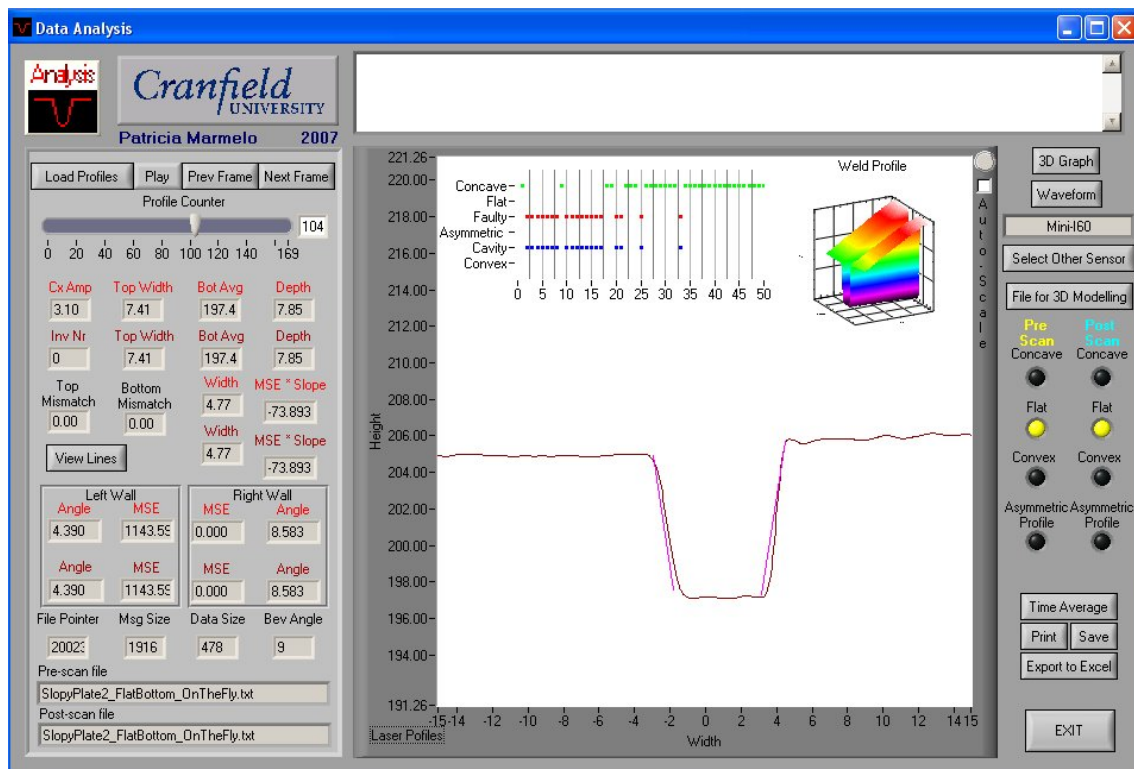 Data Analysis
Analysis
Cranfield
UNIVERSITY
Patricia Marmelo 2007
Load Profiles Play Prev Frame Next Frame
Profile Counter
104
0 20 40 60 80 100 120 140 169
Cx Amp Top Width Bot Avg Depth
3.10 7.41 197.4 7.85
Inv Nr Top Width Bot Avg Depth
0 7.41 197.4 7.85
Top Mismatch Bottom Mismatch Width MSE * Slope
0.00 0.00 4.77 -73.893
Width MSE * Slope
4.77 -73.893
View Lines
Left Wall Right Wall
Angle MSE MSE Angle
4.390 1143.59 0.000 8.583
Angle MSE MSE Angle
4.390 1143.59 0.000 8.583
File Pointer Msg Size Data Size Bev Angle
20023 1916 478 9
Pre-scan file
SlopyPlate2_FlatBottom_OnTheFly.txt
Post-scan file
SlopyPlate2_FlatBottom_OnTheFly.txt
221.26
220.00
218.00
216.00
214.00
212.00
210.00
208.00
206.00
204.00
202.00
200.00
198.00
196.00
194.00
191.26
Height
-15 -14 -12 -10 -8 -6 -4 -2 0 2 4 6 8 10 12 14 15
Width
Laser Pofiles
Concave
Flat
Faulty
Asymmetric
Cavity
Convex
0 5 10 15 20 25 30 35 40 45 50
Weld Profile
Auto-Scale
3D Graph
Waveform
Mini-I60
Select Other Sensor
File for 3D Modelling
Pre Scan Post Scan
Concave Concave
Flat Flat
Convex Convex
Asymmetric Profile Asymmetric Profile
Time Average
Print Save
Export to Excel
EXIT